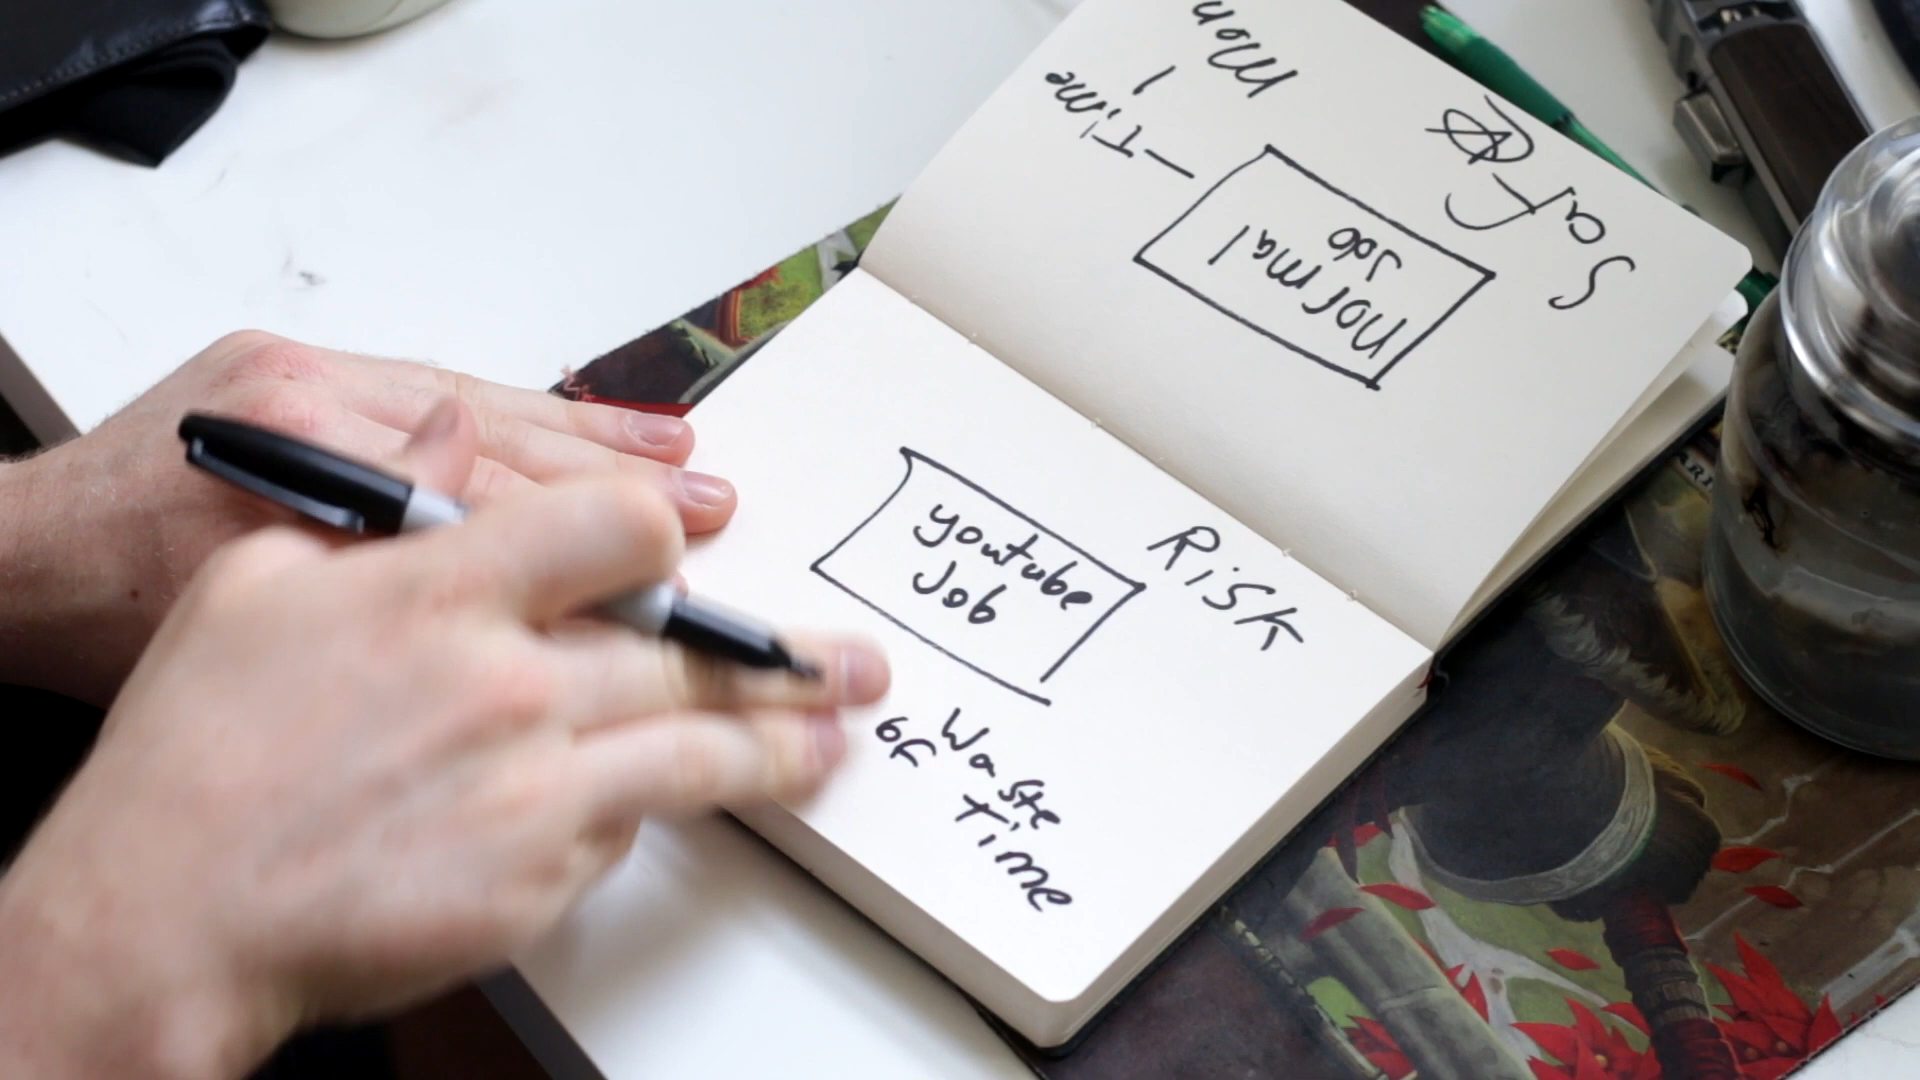 Safe
normal
Job
- Time
Mon
Risk
youtube
Job
Waste
of
Time